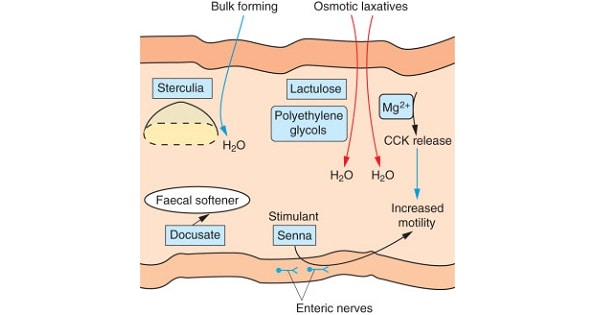 Bulk forming
Osmotic laxatives
Sterculia
Lactulose
Polyethylene
glycols
Mg2+
H2O
CCK release
H2O
H2O
Faecal softener
Docusate
Stimulant
Senna
Increased
motility
Enteric nerves